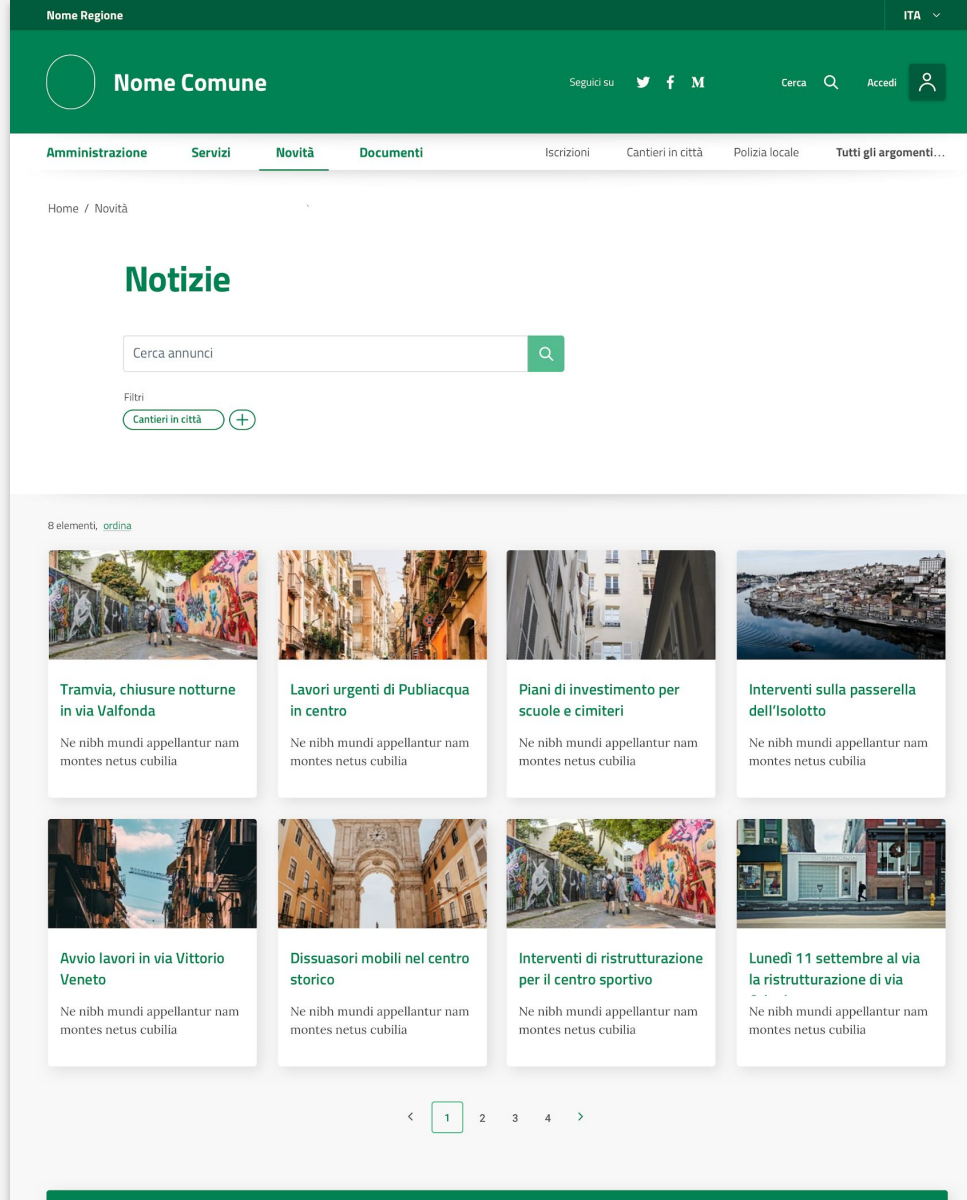 Nome Regione
ITA
Nome Comune
Seguici su
Cerca
Accedi
Amministrazione
Servizi
Novità
Documenti
Iscrizioni
Cantieri in città
Polizia locale
Tutti gli argomenti...
Home / Novità
Notizie
Cerca annunci
Filtri
Cantieri in città
8 elementi, ordina
Tramvia, chiusure notturne
in via Valfonda
Ne nibh mundi appellantur nam
montes netus cubilia
Lavori urgenti di Publiacqua
in centro
Ne nibh mundi appellantur nam
montes netus cubilia
Piani di investimento per
scuole e cimiteri
Ne nibh mundi appellantur nam
montes netus cubilia
Interventi sulla passerella
dell’Isolotto
Ne nibh mundi appellantur nam
montes netus cubilia
Avvio lavori in via Vittorio
Veneto
Ne nibh mundi appellantur nam
montes netus cubilia
Dissuasori mobili nel centro
storico
Ne nibh mundi appellantur nam
montes netus cubilia
Interventi di ristrutturazione
per il centro sportivo
Ne nibh mundi appellantur nam
montes netus cubilia
Lunedì 11 settembre al via
la ristrutturazione di via
Ne nibh mundi appellantur nam
montes netus cubilia
1 2 3 4